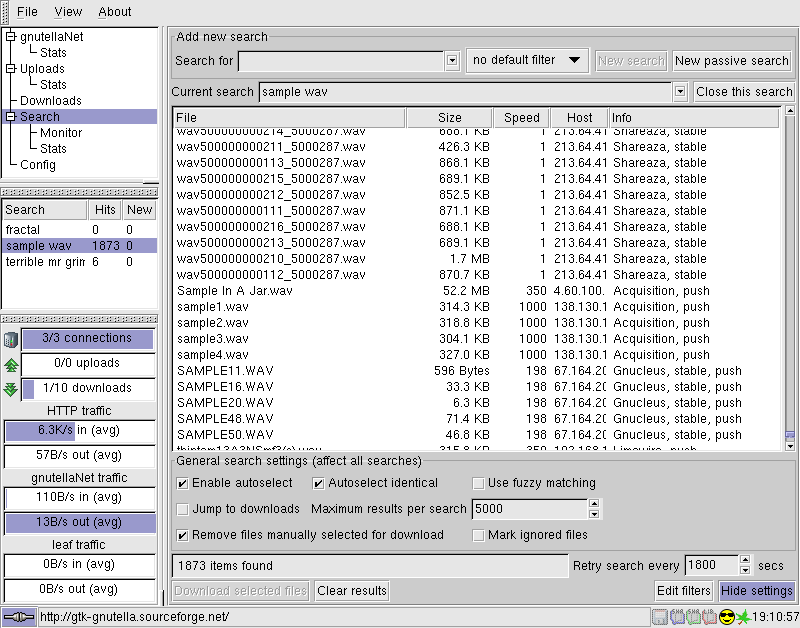 File View About
gnutellaNet
Stats
Uploads
Stats
Downloads
Search
Monitor
Stats
Config
Search Hits New
fractal 0 0
sample wav 1873 0
terrible mr grim 6 0
3/3 connections
0/0 uploads
1/10 downloads
HTTP traffic
6.3K/s in (avg)
57B/s out (avg)
gnutellaNet traffic
110B/s in (avg)
13B/s out (avg)
leaf traffic
0B/s in (avg)
0B/s out (avg)
Add new search
Search for no default filter New search New passive search
Current search sample wav Close this search
File Size Speed Host Info
wav500000000214_5000287.wav 688.1 KB 1 213.64.41 Shareaza, stable
wav500000000211_5000287.wav 426.3 KB 1 213.64.41 Shareaza, stable
wav500000000113_5000287.wav 868.1 KB 1 213.64.41 Shareaza, stable
wav500000000215_5000287.wav 689.1 KB 1 213.64.41 Shareaza, stable
wav500000000212_5000287.wav 852.5 KB 1 213.64.41 Shareaza, stable
wav500000000111_5000287.wav 871.1 KB 1 213.64.41 Shareaza, stable
wav500000000216_5000287.wav 688.1 KB 1 213.64.41 Shareaza, stable
wav500000000213_5000287.wav 689.1 KB 1 213.64.41 Shareaza, stable
wav500000000210_5000287.wav 1.7 MB 1 213.64.41 Shareaza, stable
wav500000000112_5000287.wav 870.7 KB 1 213.64.41 Shareaza, stable
Sample In A Jar.wav 52.2 MB 350 4.60.100. Acquisition, push
sample1.wav 314.3 KB 1000 138.130.1 Acquisition, push
sample2.wav 318.8 KB 1000 138.130.1 Acquisition, push
sample3.wav 304.1 KB 1000 138.130.1 Acquisition, push
sample4.wav 327.0 KB 1000 138.130.1 Acquisition, push
SAMPLE11.WAV 596 Bytes 198 67.164.20 Gnucleus, stable, push
SAMPLE16.WAV 33.3 KB 198 67.164.20 Gnucleus, stable, push
SAMPLE20.WAV 6.3 KB 198 67.164.20 Gnucleus, stable, push
SAMPLE48.WAV 71.4 KB 198 67.164.20 Gnucleus, stable, push
SAMPLE50.WAV 46.8 KB 198 67.164.20 Gnucleus, stable, push
General search settings (affect all searches)
Enable autoselect Autoselect identical Use fuzzy matching
Jump to downloads Maximum results per search 5000
Remove files manually selected for download Mark ignored files
1873 items found Retry search every 1800 secs
Download selected files Clear results Edit filters Hide settings
http://gtk-gnutella.sourceforge.net/ 19:10:57